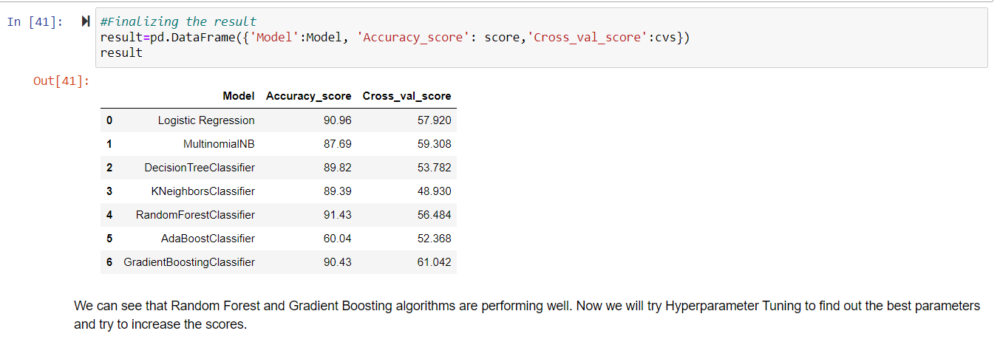 In [41]:
#Finalizing the result
result=pd.DataFrame({'Model':Model, 'Accuracy_score': score,'Cross_val_score':cvs})
result
Out[41]:
Model Accuracy_score Cross_val_score
0 Logistic Regression 90.96 57.920
1 MultinomialNB 87.69 59.308
2 DecisionTreeClassifier 89.82 53.782
3 KNeighborsClassifier 89.39 48.930
4 RandomForestClassifier 91.43 56.484
5 AdaBoostClassifier 60.04 52.368
6 GradientBoostingClassifier 90.43 61.042
We can see that Random Forest and Gradient Boosting algorithms are performing well. Now we will try Hyperparameter Tuning to find out the best parameters
and try to increase the scores.